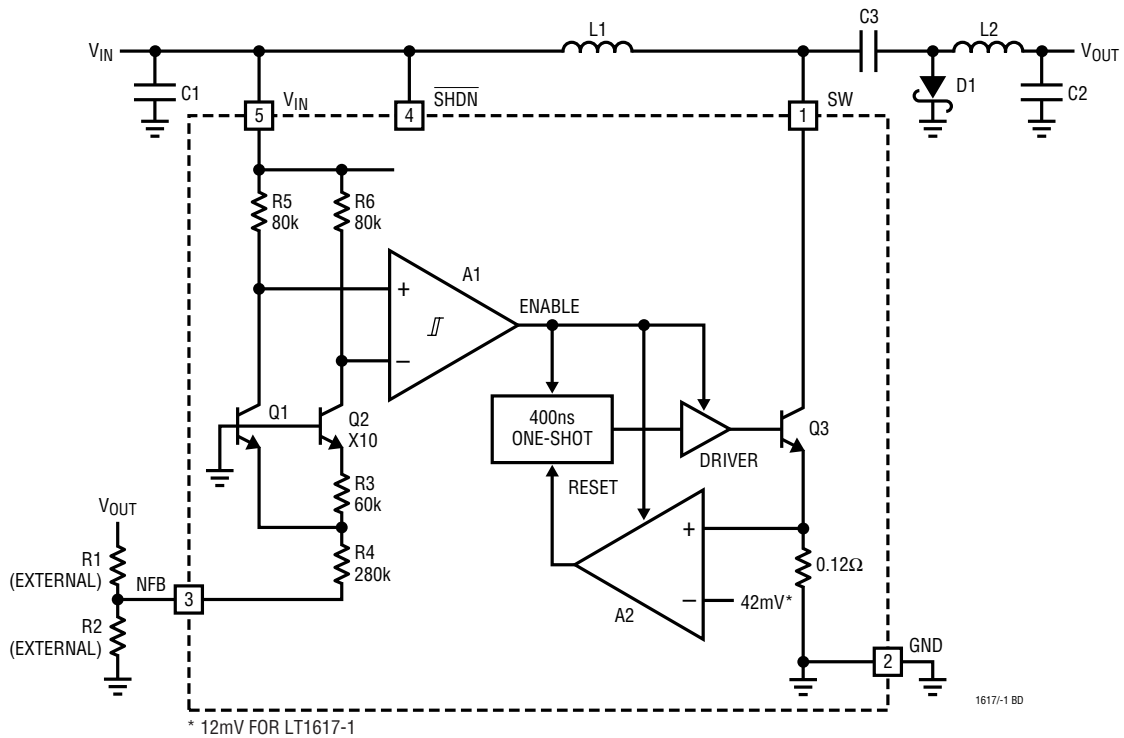 L1
C3
L2
VIN
VOUT
C1
D1
C2
VIN
SHDN
SW
5
4
1
R5
80k
R6
80k
A1
+
−
ENABLE
Q1
Q2
X10
400ns
ONE-SHOT
DRIVER
Q3
RESET
R3
60k
VOUT
R1
(EXTERNAL)
R4
280k
+
−
0.12Ω
NFB
3
42mV*
A2
R2
(EXTERNAL)
2
GND
1617/-1 BD
* 12mV FOR LT1617-1